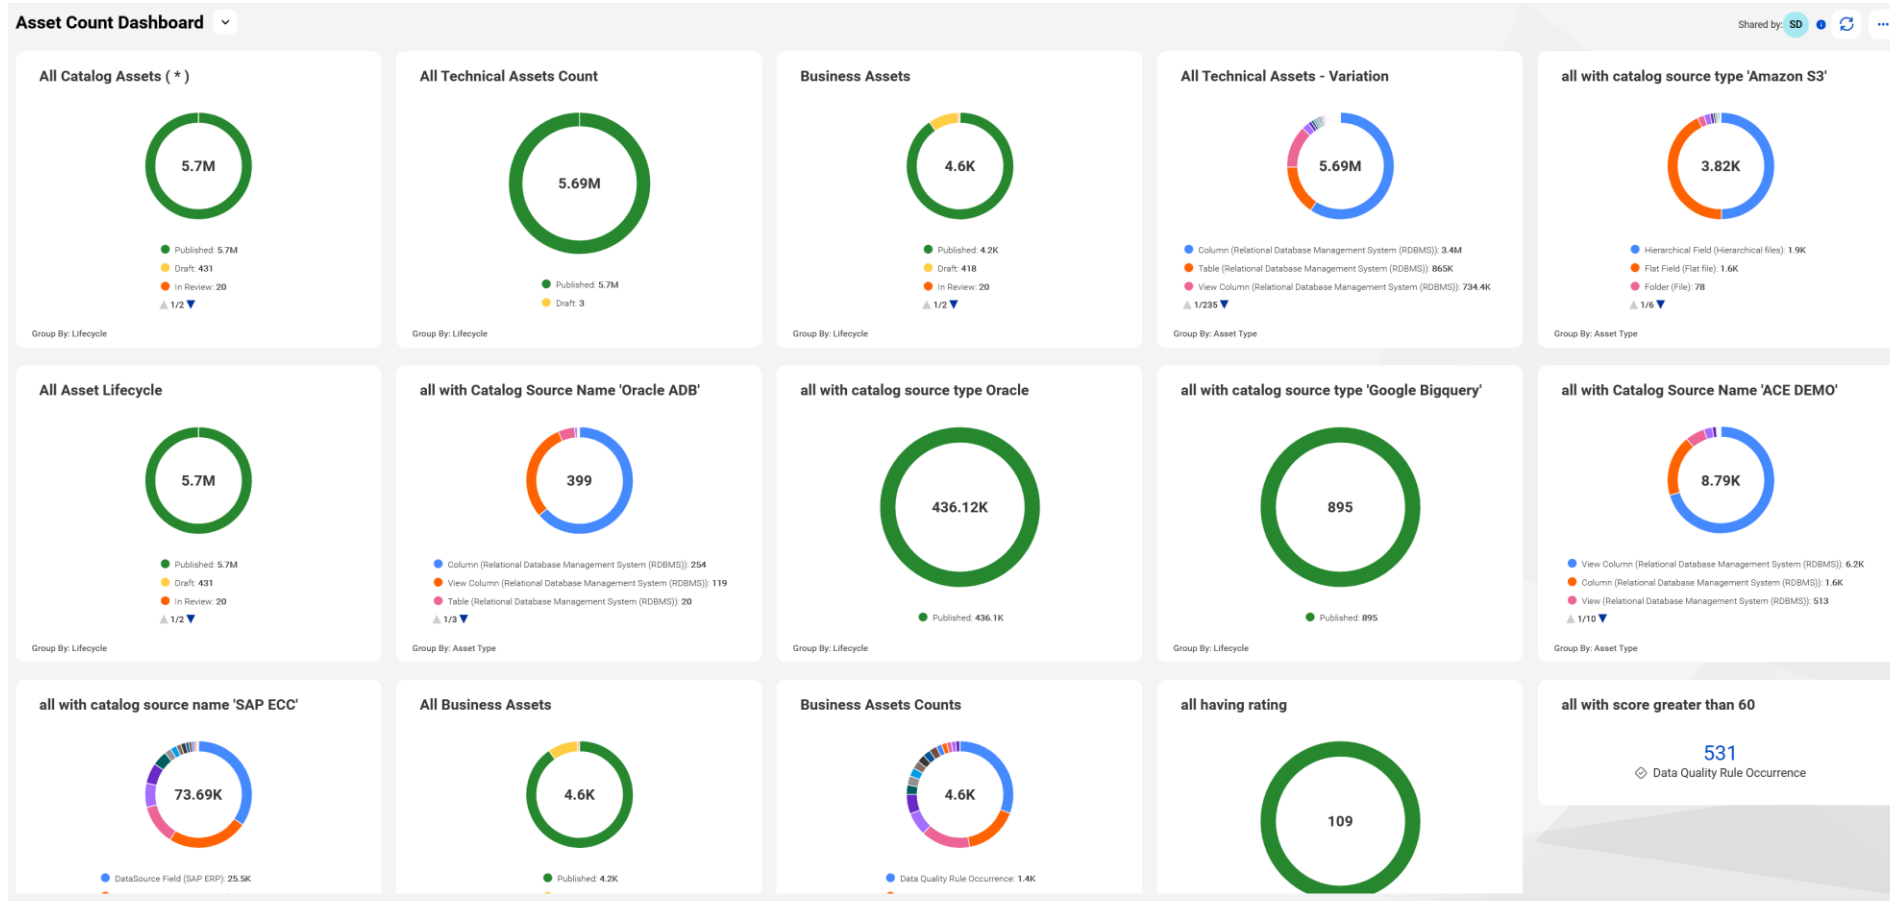 Asset Count Dashboard
Shared by: SD
All Catalog Assets ( * )
5.7M
Published: 5.7M
Draft: 431
In Review: 20
1/2
Group By: Lifecycle
All Technical Assets Count
5.69M
Published: 5.7M
Draft: 3
Group By: Lifecycle
Business Assets
4.6K
Published: 4.2K
Draft: 418
In Review: 20
1/2
Group By: Lifecycle
All Technical Assets - Variation
5.69M
Column (Relational Database Management System (RDBMS)): 3.4M
Table (Relational Database Management System (RDBMS)): 865K
View Column (Relational Database Management System (RDBMS)): 734.4K
1/235
Group By: Asset Type
all with catalog source type 'Amazon S3'
3.82K
Hierarchical Field (Hierarchical files): 1.9K
Flat Field (Flat file): 1.6K
Folder (File): 78
1/6
Group By: Asset Type
All Asset Lifecycle
5.7M
Published: 5.7M
Draft: 431
In Review: 20
1/2
Group By: Lifecycle
all with Catalog Source Name 'Oracle ADB'
399
Column (Relational Database Management System (RDBMS)): 254
View Column (Relational Database Management System (RDBMS)): 119
Table (Relational Database Management System (RDBMS)): 20
1/3
Group By: Asset Type
all with catalog source type Oracle
436.12K
Published: 436.1K
Group By: Lifecycle
all with catalog source type 'Google Bigquery'
895
Published: 895
Group By: Lifecycle
all with Catalog Source Name 'ACE DEMO'
8.79K
View Column (Relational Database Management System (RDBMS)): 6.2K
Column (Relational Database Management System (RDBMS)): 1.6K
View (Relational Database Management System (RDBMS)): 513
1/10
Group By: Asset Type
all with catalog source name 'SAP ECC'
73.69K
DataSource Field (SAP ERP): 25.5K
All Business Assets
4.6K
Published: 4.2K
Business Assets Counts
4.6K
Data Quality Rule Occurrence: 1.4K
all having rating
109
all with score greater than 60
531
Data Quality Rule Occurrence